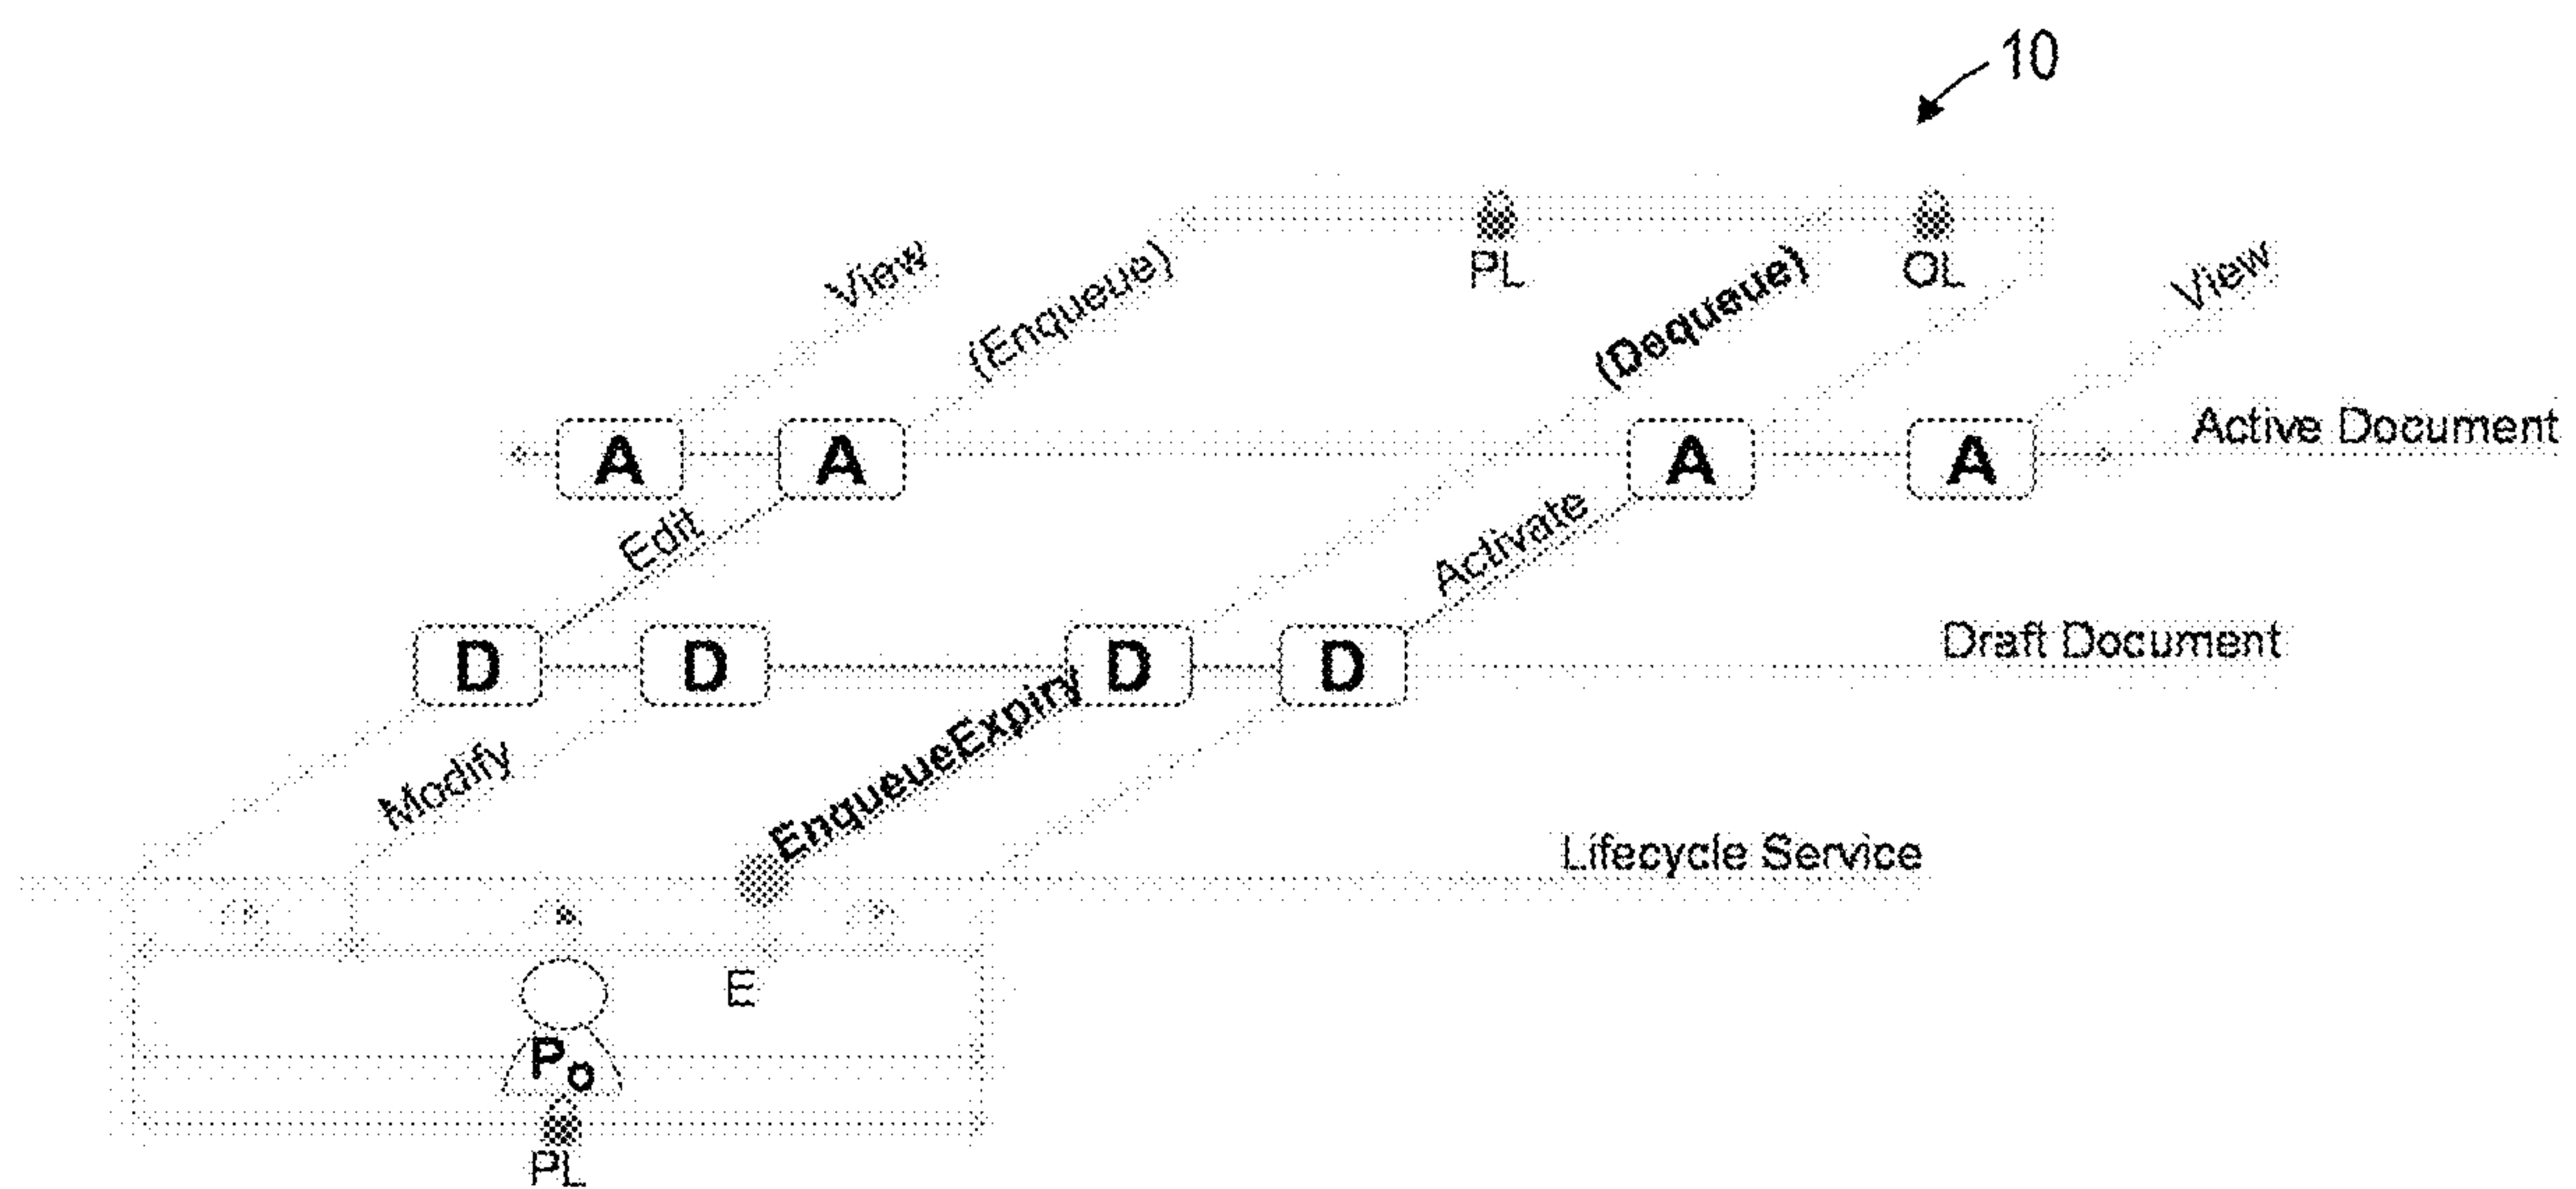 10
View
(Enqueue)
PL
(Dequeue)
OL
View
A
A
A
A
Active Document
Edit
Activate
D
D
D
D
Draft Document
Modify
EnqueueExpiry
Lifecycle Service
E
Po
PL